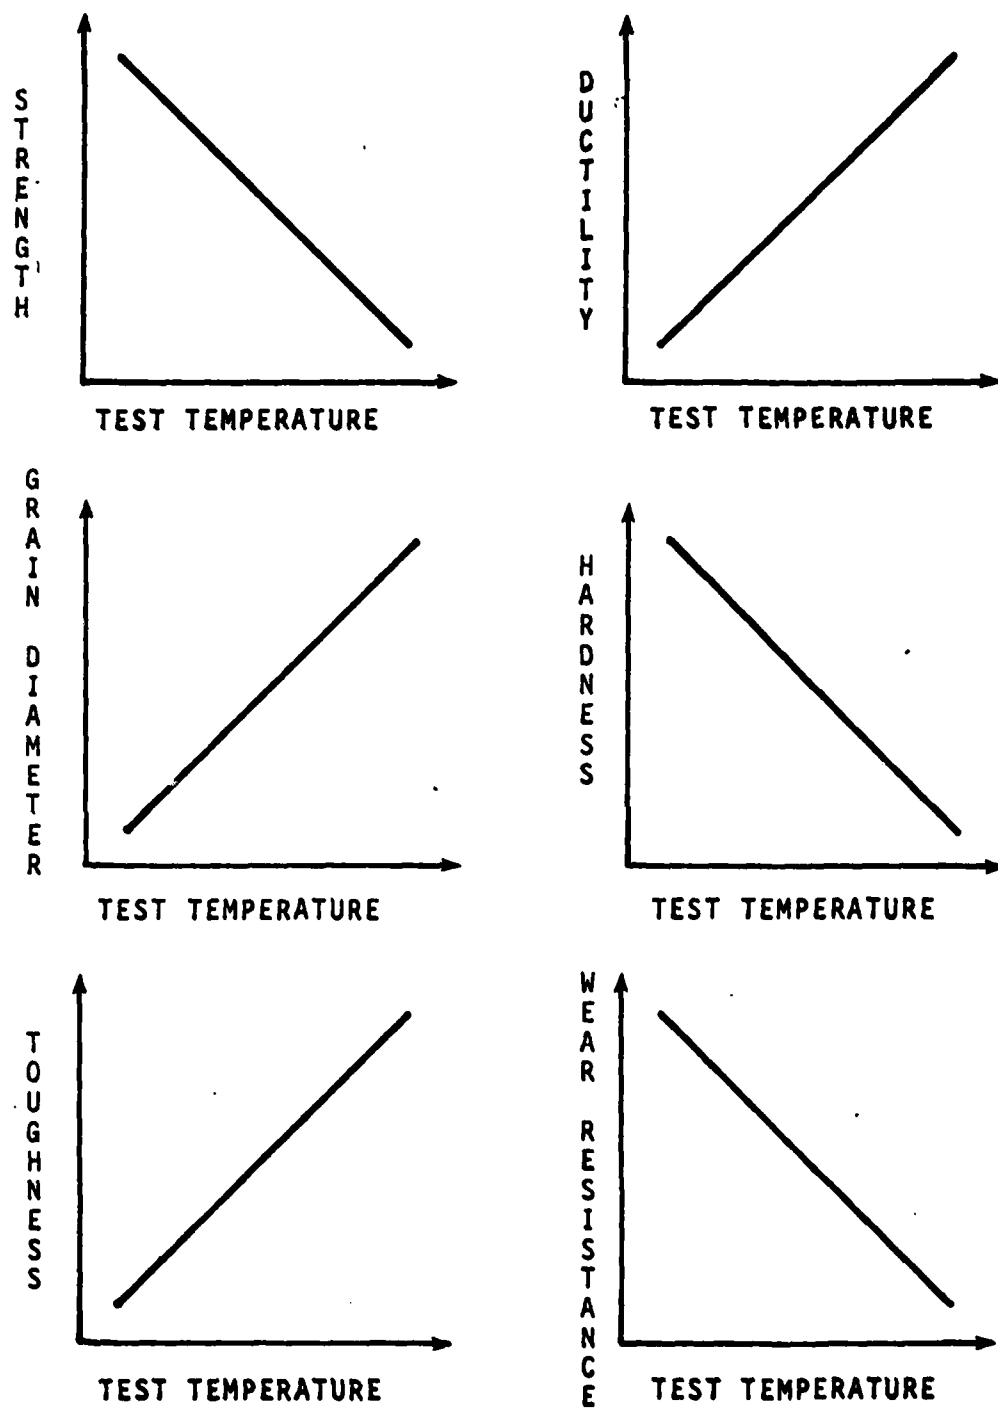 STRENGTH
TEST TEMPERATURE
DUCTILITY
TEST TEMPERATURE
GRAIN DIAMETER
TEST TEMPERATURE
HARDNESS
TEST TEMPERATURE
TOUGHNESS
TEST TEMPERATURE
WEAR RESISTANCE
TEST TEMPERATURE